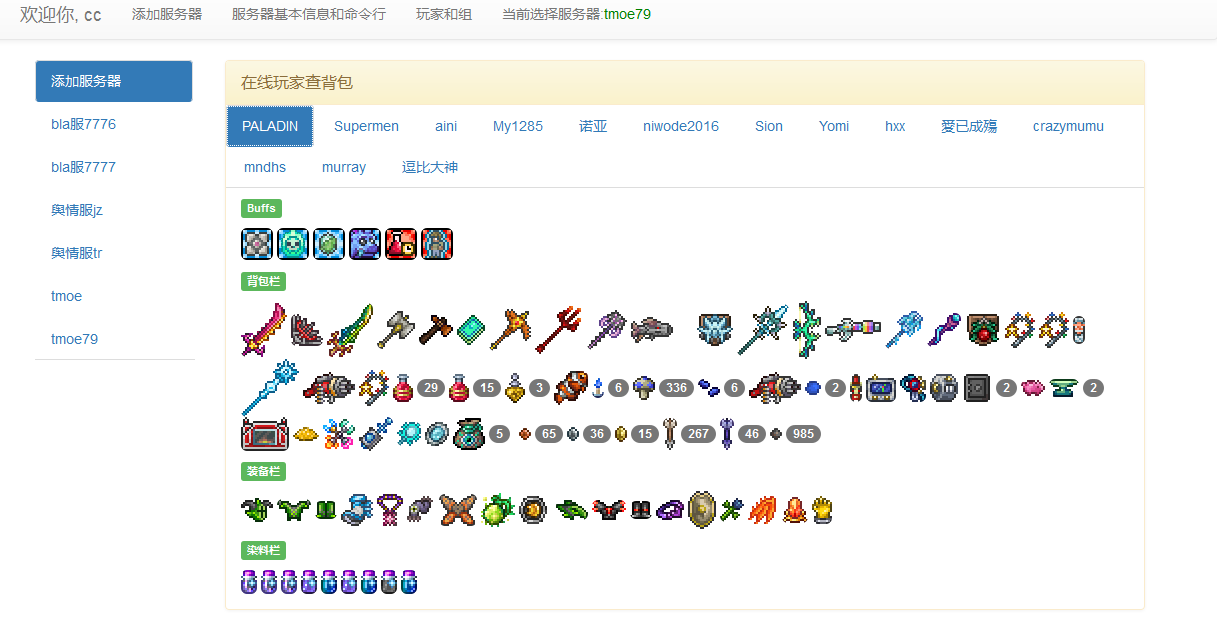 欢迎你, cc 添加服务器 服务器基本信息和命令行 玩家和组 当前选择服务器:tmoe79
添加服务器
bla服7776
bla服7777
舆情服jz
舆情服tr
tmoe
tmoe79
在线玩家查背包
PALADIN Supermen aini My1285 诺亚 niwode2016 Sion Yomi hxx 愛已成殤 crazymumu
mndhs murray 逗比大神
Buffs
背包栏
29 15 3 6 336 6 2 2 2
5 65 36 15 267 46 985
装备栏
染料栏